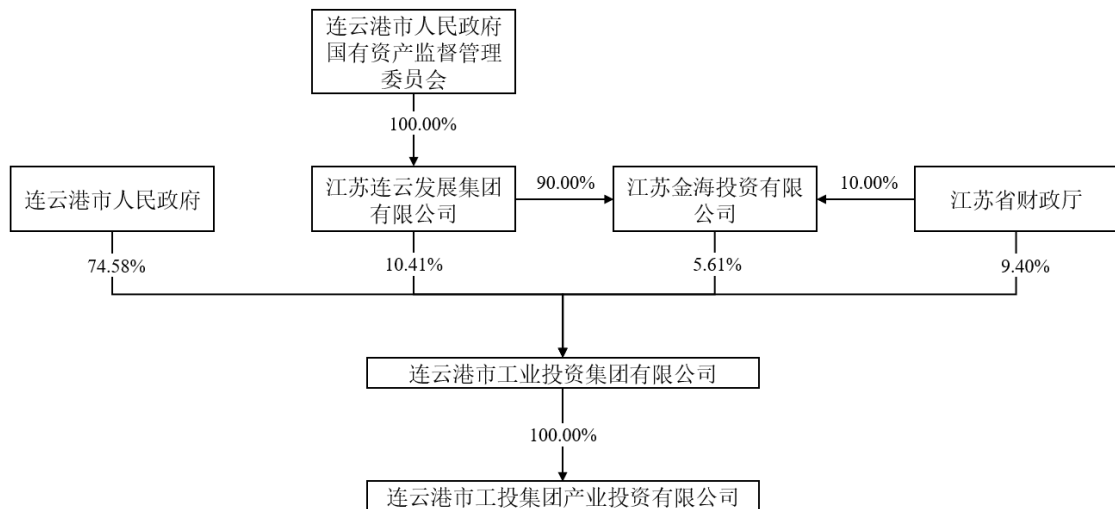 连云港市人民政府
国有资产监督管理
委员会
100.00%
连云港市人民政府
江苏连云发展集团
有限公司
90.00%
江苏金海投资有限
公司
10.00%
江苏省财政厅
74.58%
10.41%
5.61%
9.40%
连云港市工业投资集团有限公司
100.00%
连云港市工投集团产业投资有限公司